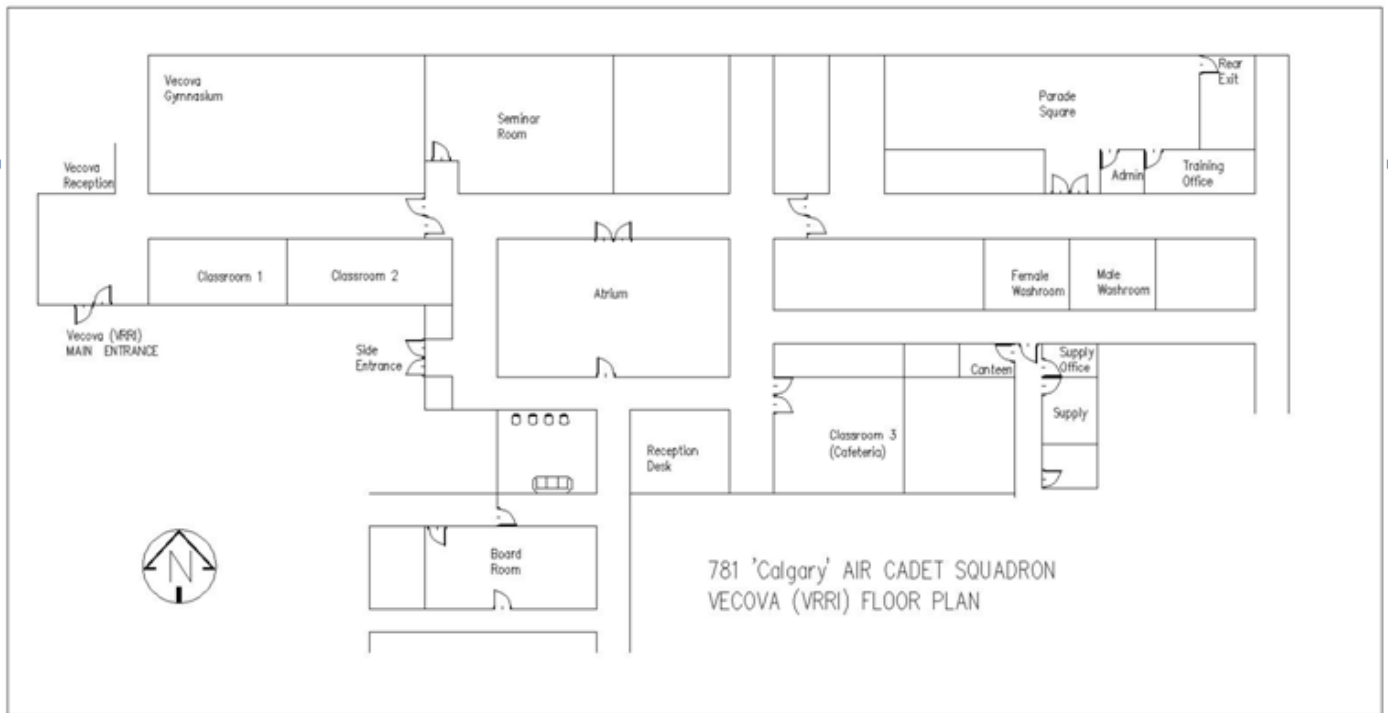 Vecova
Gymnasium
Seminar
Room
Parade
Square
Rear
Exit
Vecova
Reception
Admin
Training
Office
Classroom 1
Classroom 2
Atrium
Female
Washroom
Male
Washroom
Vecova (VRRI)
MAIN ENTRANCE
Side
Entrance
Canteen
Supply
Office
Supply
Classroom 3
(Cafeteria)
Reception
Desk
N
Board
Room
781 'Calgary' AIR CADET SQUADRON
VECOVA (VRRI) FLOOR PLAN